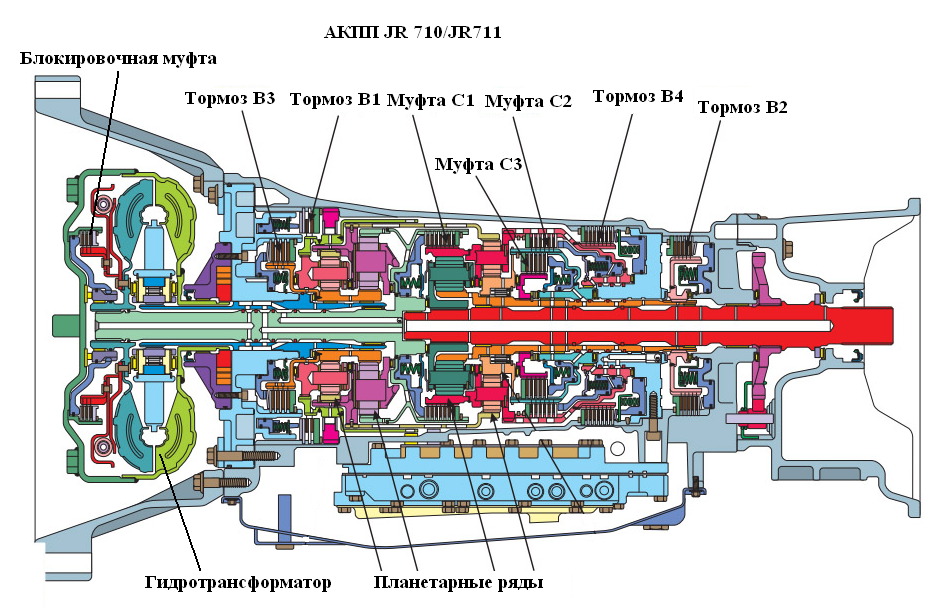 АКПП JR 710/JR711
Блокировочная муфта
Тормоз В3
Тормоз В1
Муфта С1
Муфта С2
Тормоз В4
Тормоз В2
Муфта С3
Гидротрансформатор
Планетарные ряды